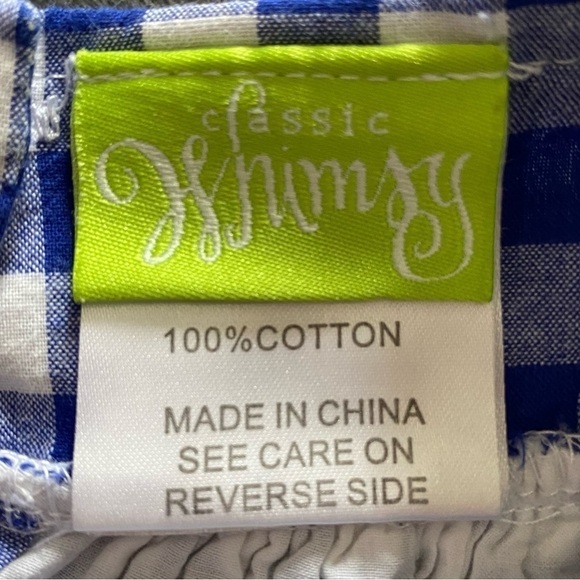 classic
Whimsy
100%COTTON
MADE IN CHINA
SEE CARE ON
REVERSE SIDE